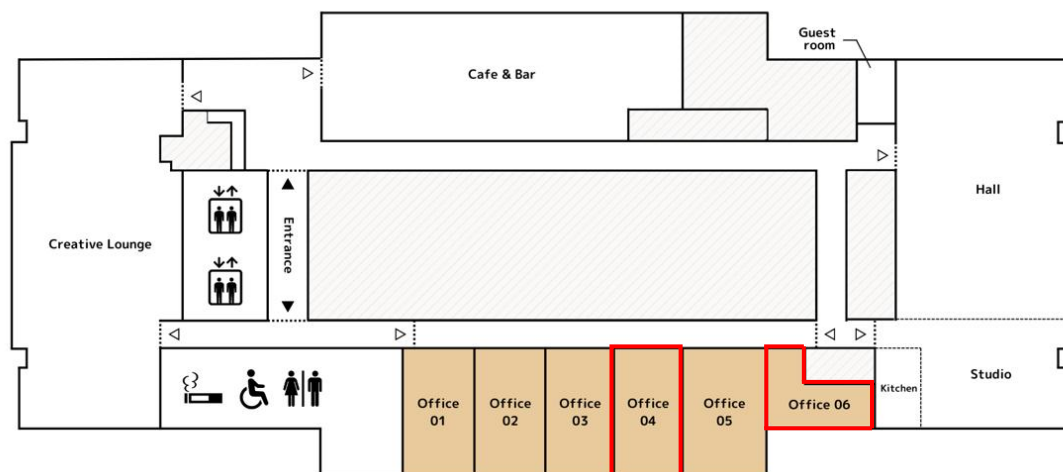 Guest
room
Cafe & Bar
Hall
Creative Lounge
Entrance
Office
01
Office
02
Office
03
Office
04
Office
05
Office 06
Kitchen
Studio